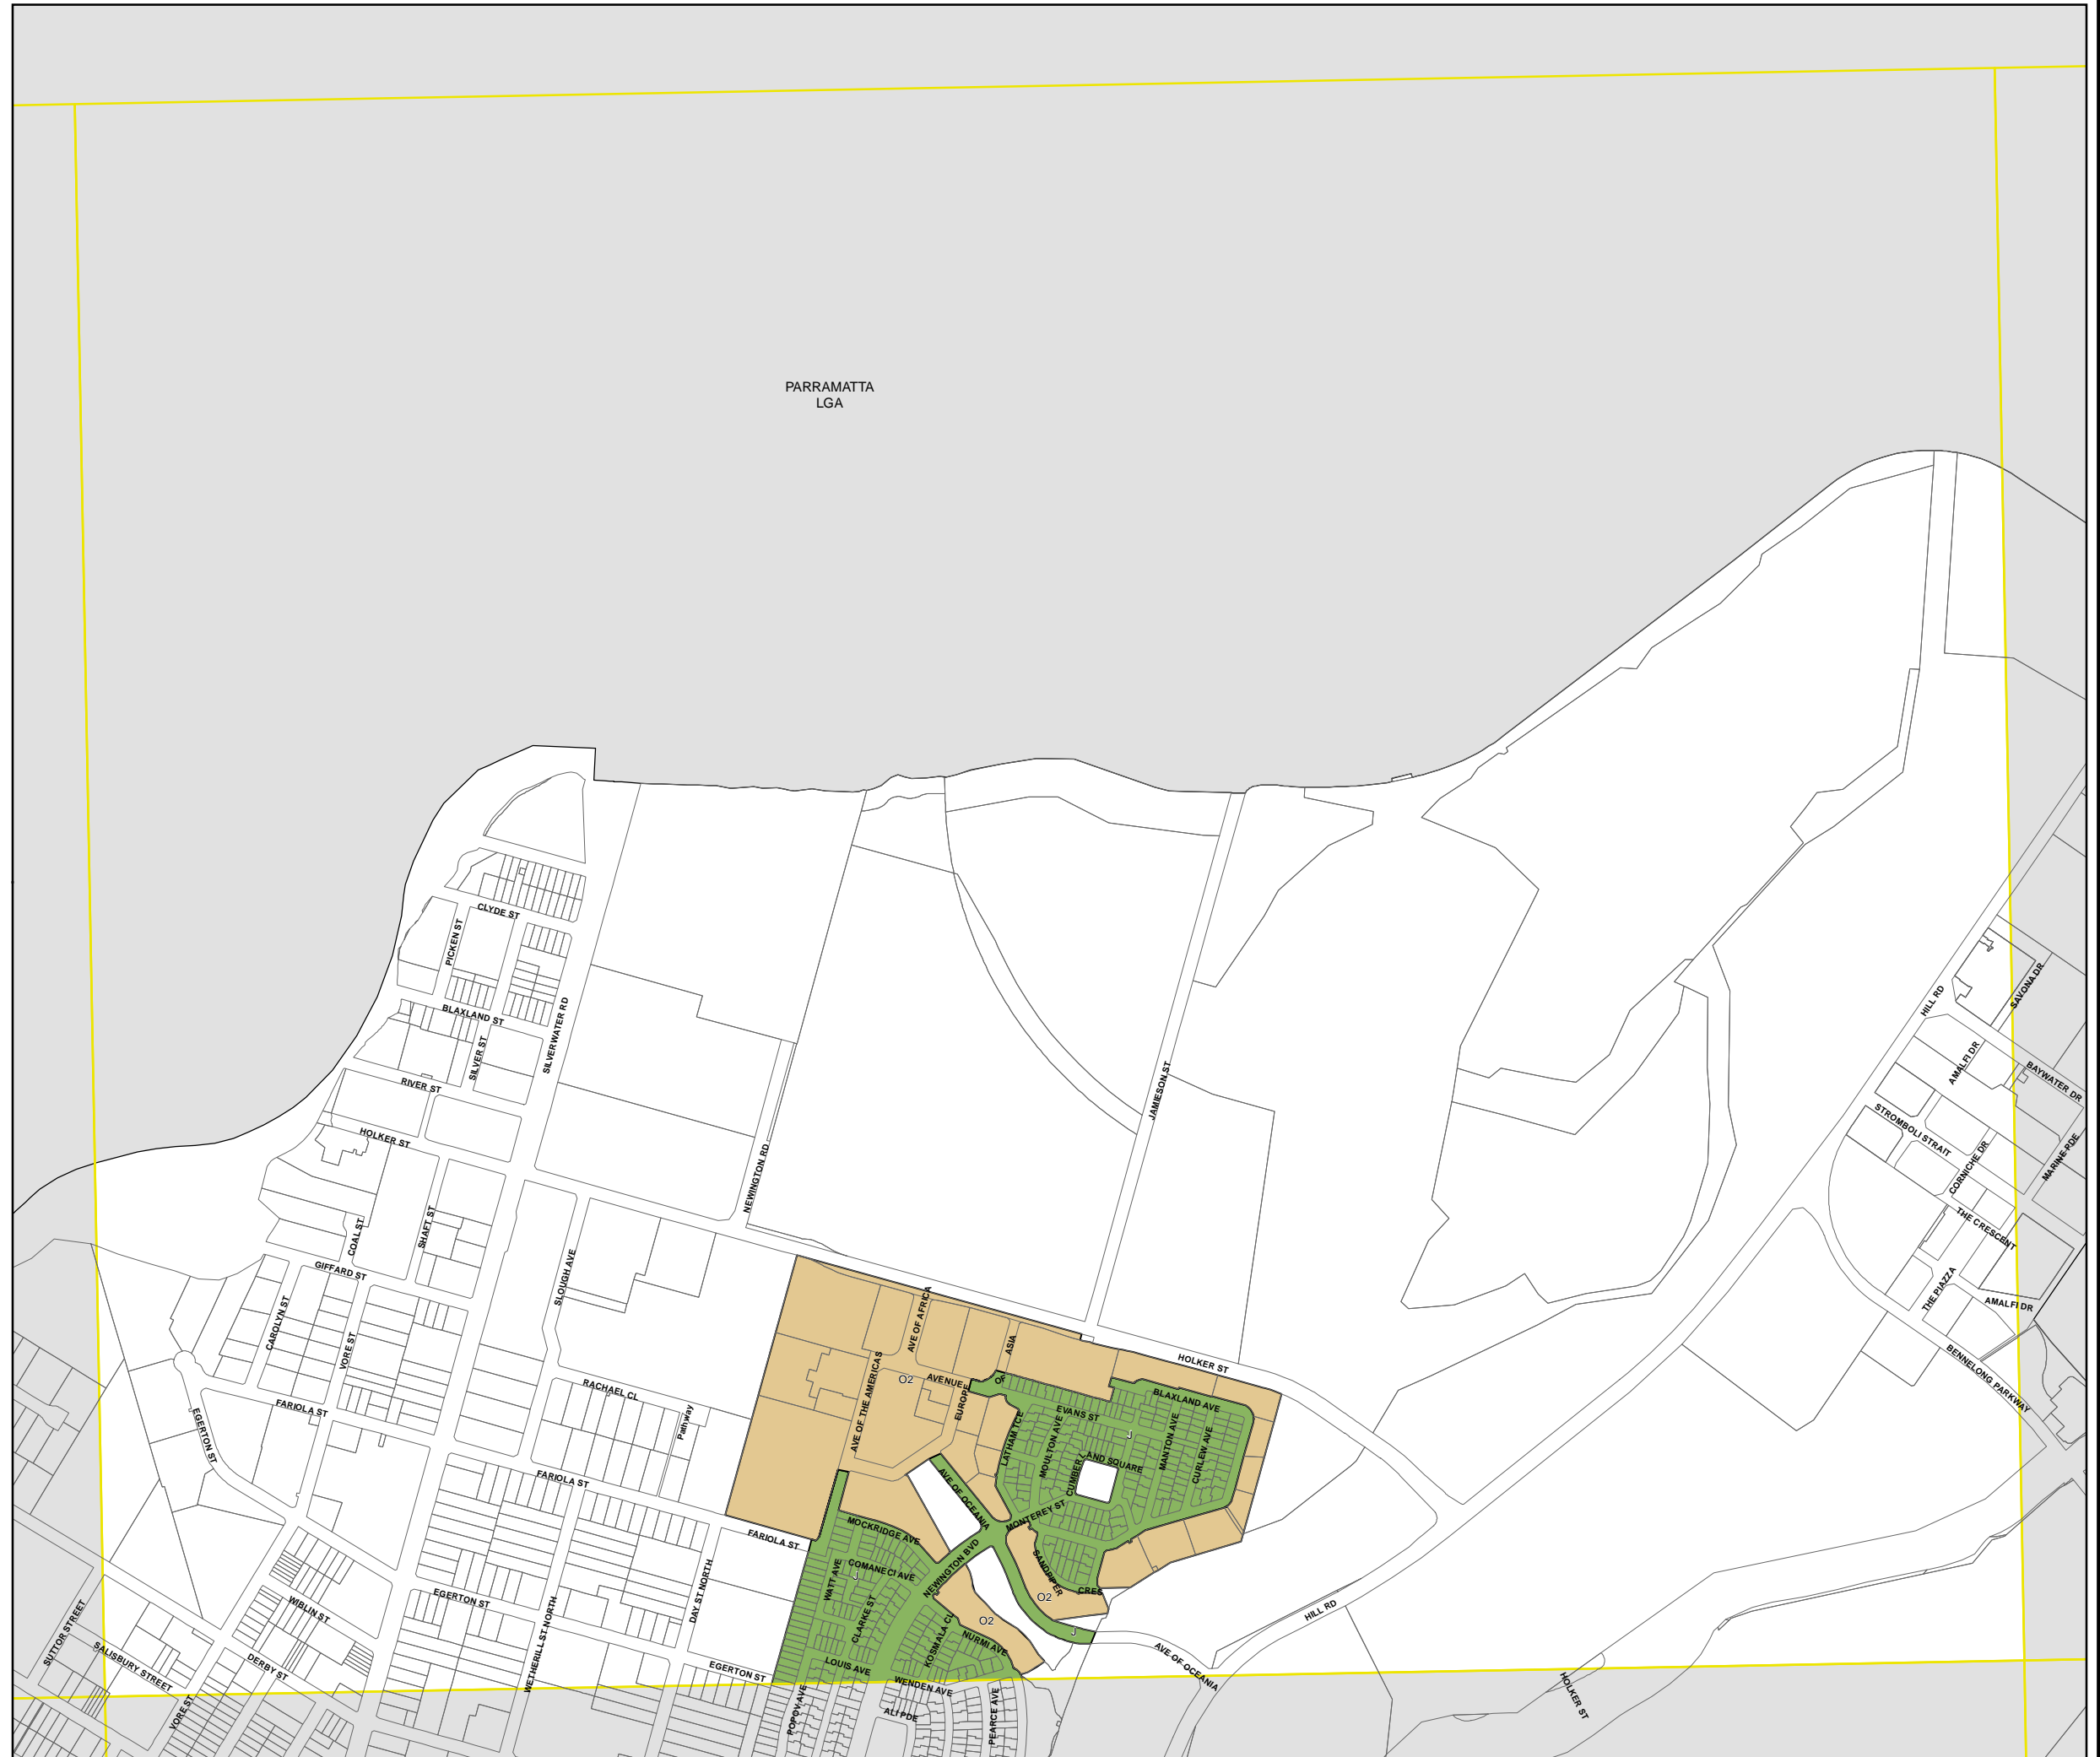 PARRAMATTA
LGA
CLYDE ST
PICKEN ST
BLAXLAND ST
SILVER ST
SILVERWATER RD
RIVER ST
HOLKER ST
NEWINGTON RD
JAMIESON ST
HILL RD
SAVONA DR
AMALFI DR
BAYWATER DR
STROMBOLI STRAIT
CORNICHE DR
MARINE PDE
THE CRESCENT
THE PIAZZA
AMALFI DR
BENNELONG PARKWAY
COAL ST
SHAFT ST
GIFFARD ST
SLOUGH AVE
CAROLYN ST
VORE ST
RACHAEL CL
Pathway
FARIOLA ST
EGERTON ST
FARIOLA ST
AVE OF AFRICA
ASIA
OF
AVENUE
EUROPE
O2
AVE OF THE AMERICAS
HOLKER ST
BLAXLAND AVE
EVANS ST
LATHAM TCE
MOULTON AVE
J
MANTON AVE
CURLEW AVE
CUMBERLAND SQUARE
MONTEREY ST
AVE OF OCEANIA
MOCKRIDGE AVE
FARIOLA ST
COMANECI AVE
NEWINGTON BVD
SANDPIPER
CRES
O2
WATT AVE
J
CLARKE ST
O2
J
KOSMALA CL
NURMI AVE
LOUIS AVE
WENDEN AVE
EGERTON ST
DAY ST NORTH
EGERTON ST
WETHERILL ST NORTH
WIBLIN ST
DERBY ST
SUTTOR STREET
SALISBURY STREET
VORE ST
POPOV AVE
ALI PDE
PEARCE AVE
AVE OF OCEANIA
HILL RD
HOLKER ST